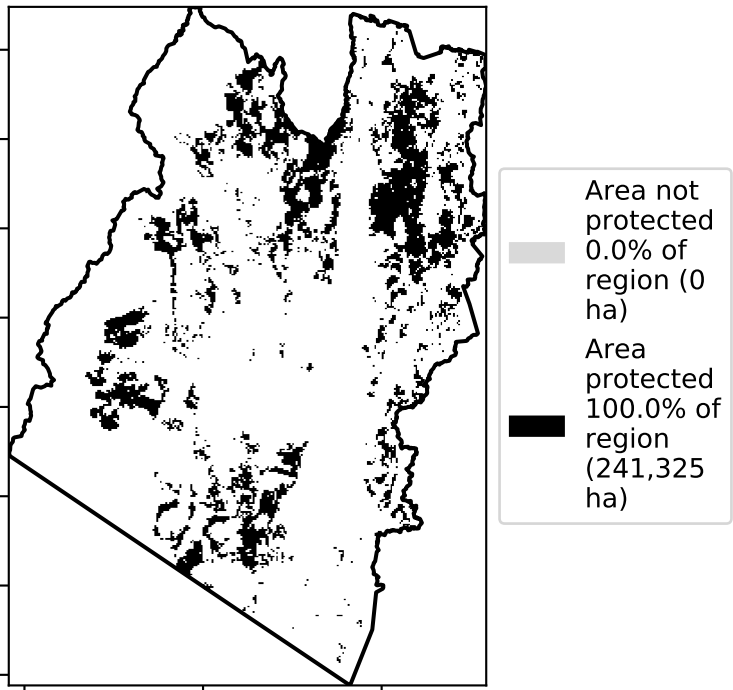 Area not
protected
0.0% of
region (0
ha)
Area
protected
100.0% of
region
(241,325
ha)